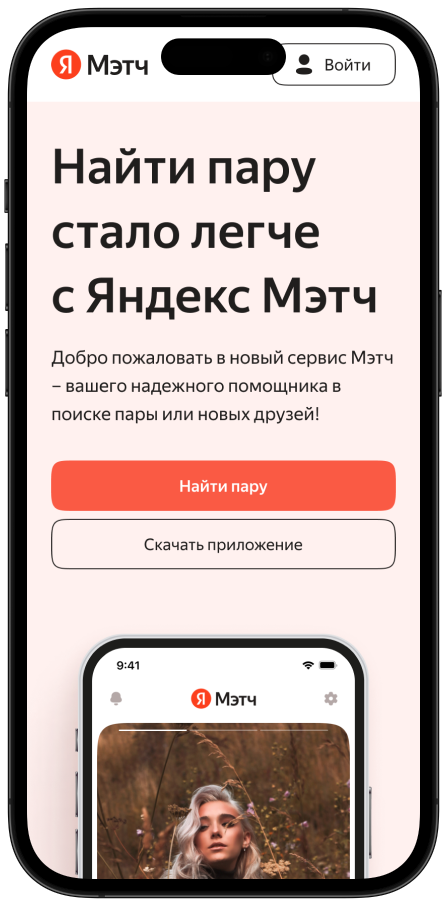 Я Мэтч
Войти
Найти пару
стало легче
с Яндекс Мэтч
Добро пожаловать в новый сервис Мэтч
– вашего надежного помощника в
поиске пары или новых друзей!
Найти пару
Скачать приложение
9:41
Я Мэтч